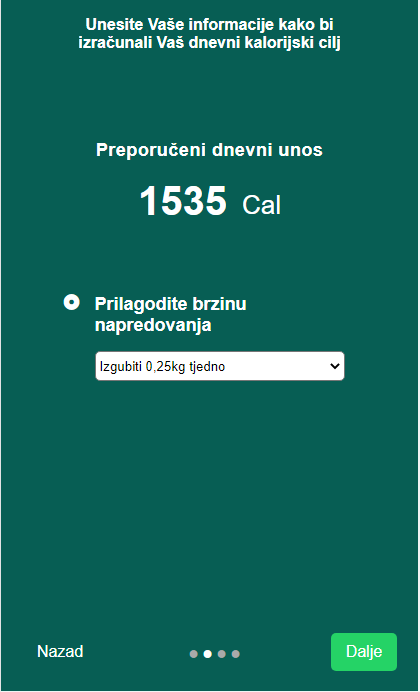 Unesite Vaše informacije kako bi
izračunali Vaš dnevni kalorijski cilj
Preporučeni dnevni unos
1535 Cal
Prilagodite brzinu
napredovanja
Izgubiti 0,25kg tjedno
Nazad
Dalje